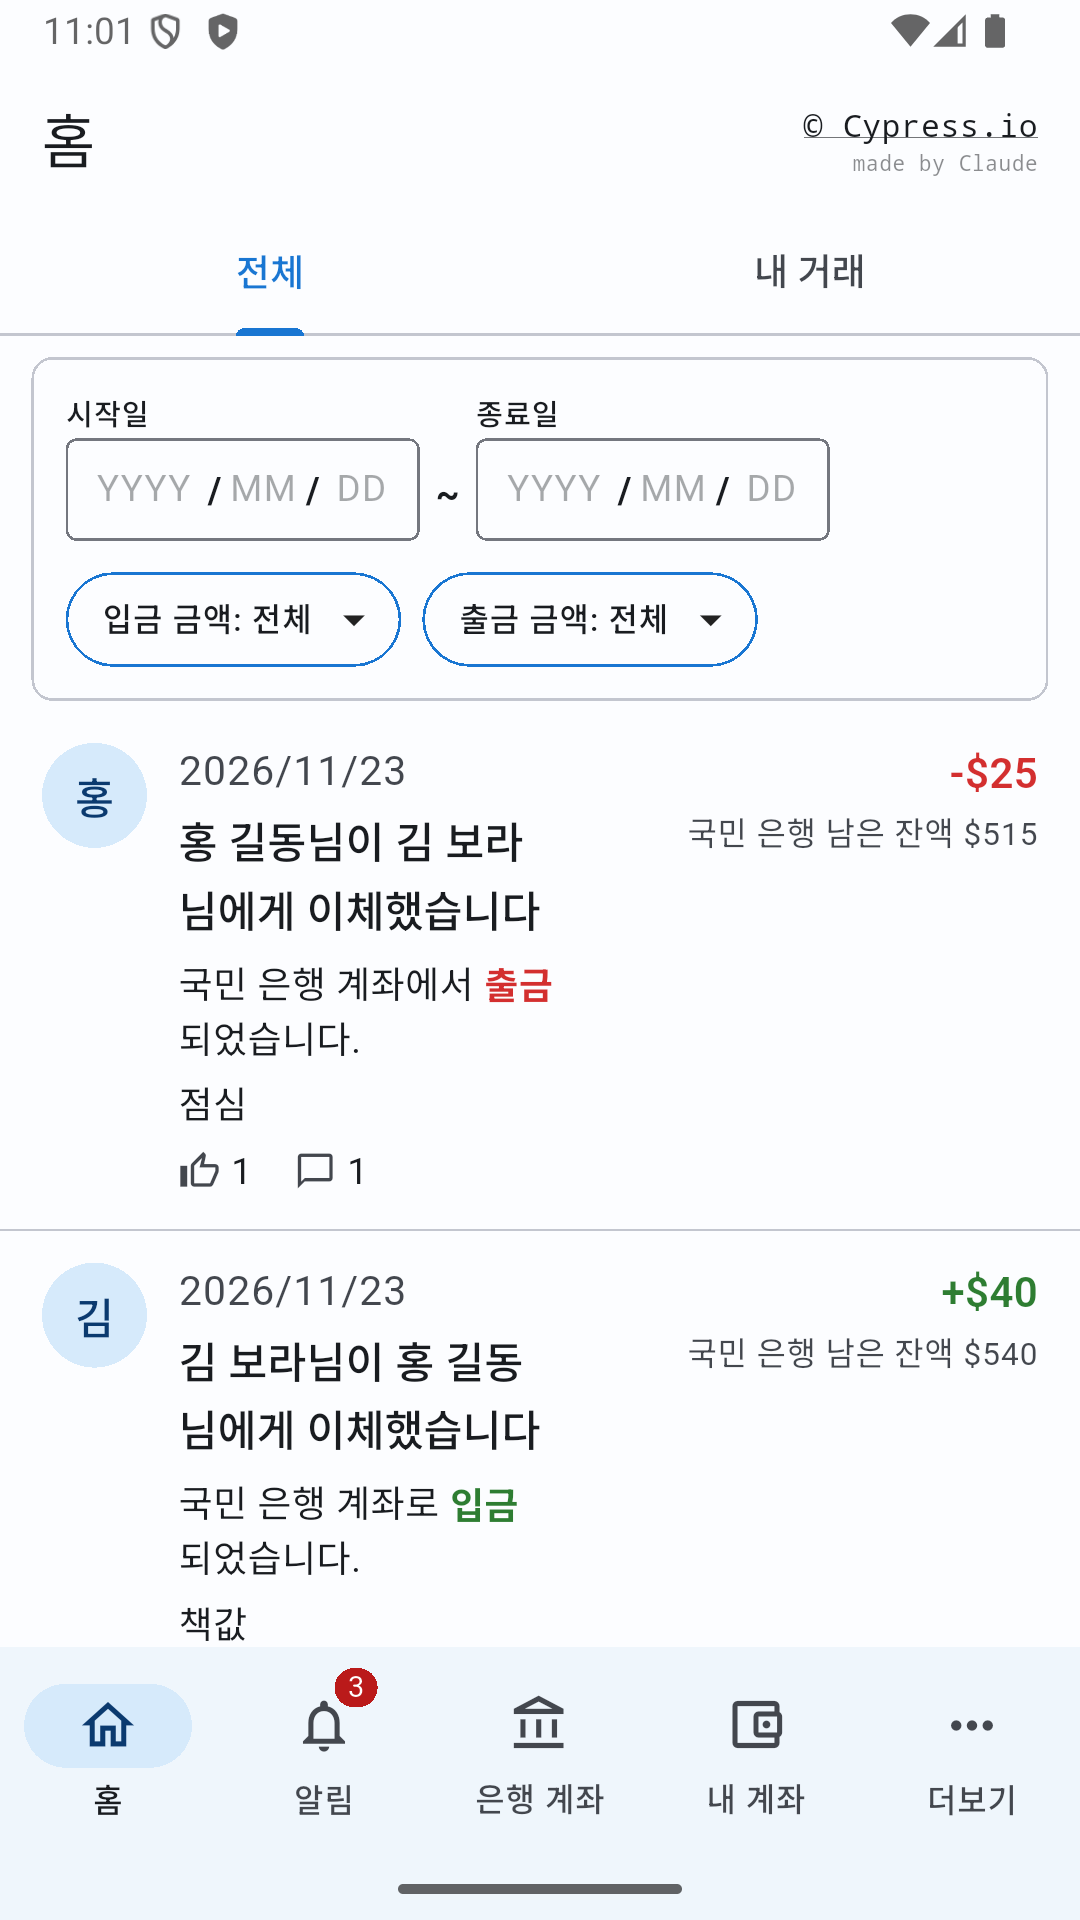 11:01
홈
© Cypress.io
made by Claude
전체
내 거래
시작일
종료일
YYYY / MM / DD ~ YYYY / MM / DD
입금 금액: 전체
출금 금액: 전체
홍
2026/11/23
-$25
홍 길동님이 김 보라
님에게 이체했습니다
국민 은행 남은 잔액 $515
국민 은행 계좌에서 출금
되었습니다.
점심
1
1
김
2026/11/23
+$40
김 보라님이 홍 길동
님에게 이체했습니다
국민 은행 남은 잔액 $540
국민 은행 계좌로 입금
되었습니다.
책값
3
홈
알림
은행 계좌
내 계좌
더보기